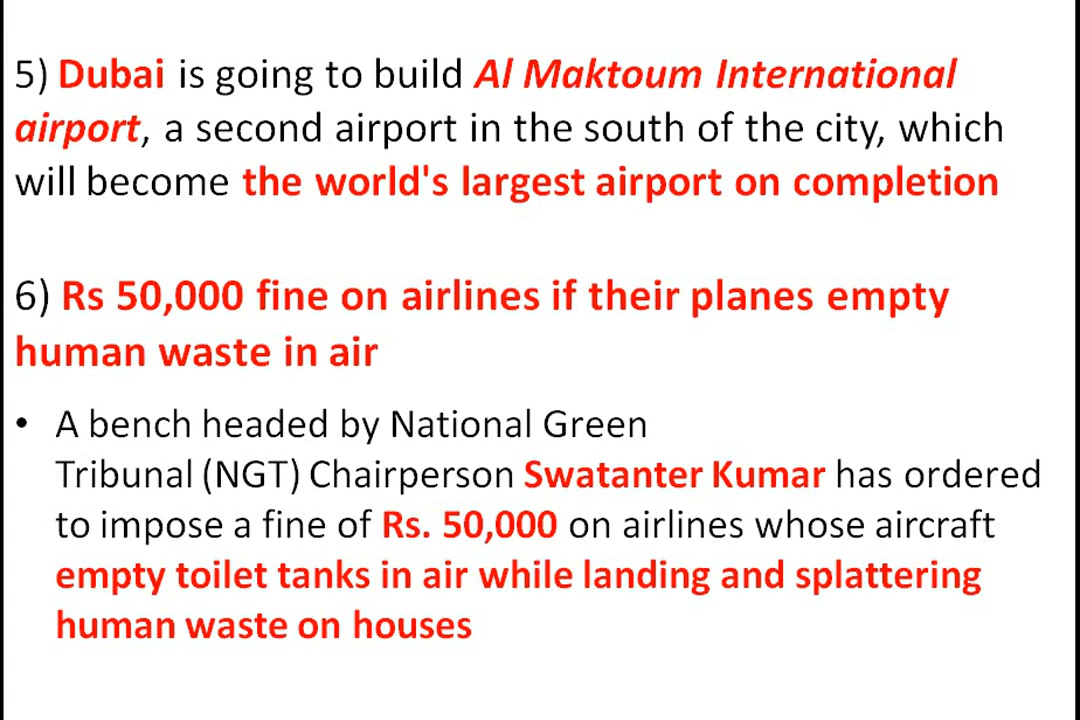 5) Dubai is going to build Al Maktoum International
airport, a second airport in the south of the city, which
will become the world's largest airport on completion
6) Rs 50,000 fine on airlines if their planes empty
human waste in air
• A bench headed by National Green
Tribunal (NGT) Chairperson Swatanter Kumar has ordered
to impose a fine of Rs. 50,000 on airlines whose aircraft
empty toilet tanks in air while landing and splattering
human waste on houses